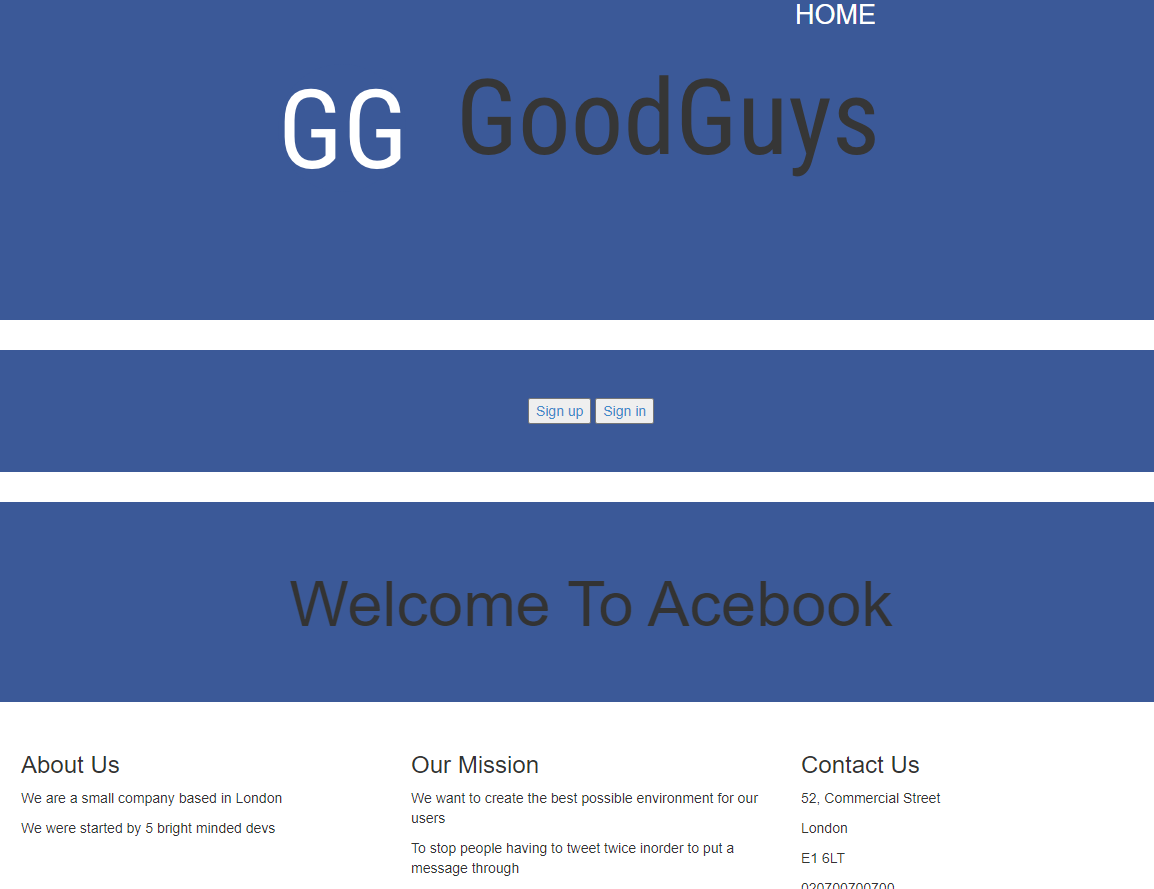 HOME
GG GoodGuys
Sign up Sign in
Welcome To Acebook
About Us
We are a small company based in London
We were started by 5 bright minded devs
Our Mission
We want to create the best possible environment for our
users
To stop people having to tweet twice inorder to put a
message through
Contact Us
52, Commercial Street
London
E1 6LT
020700700700